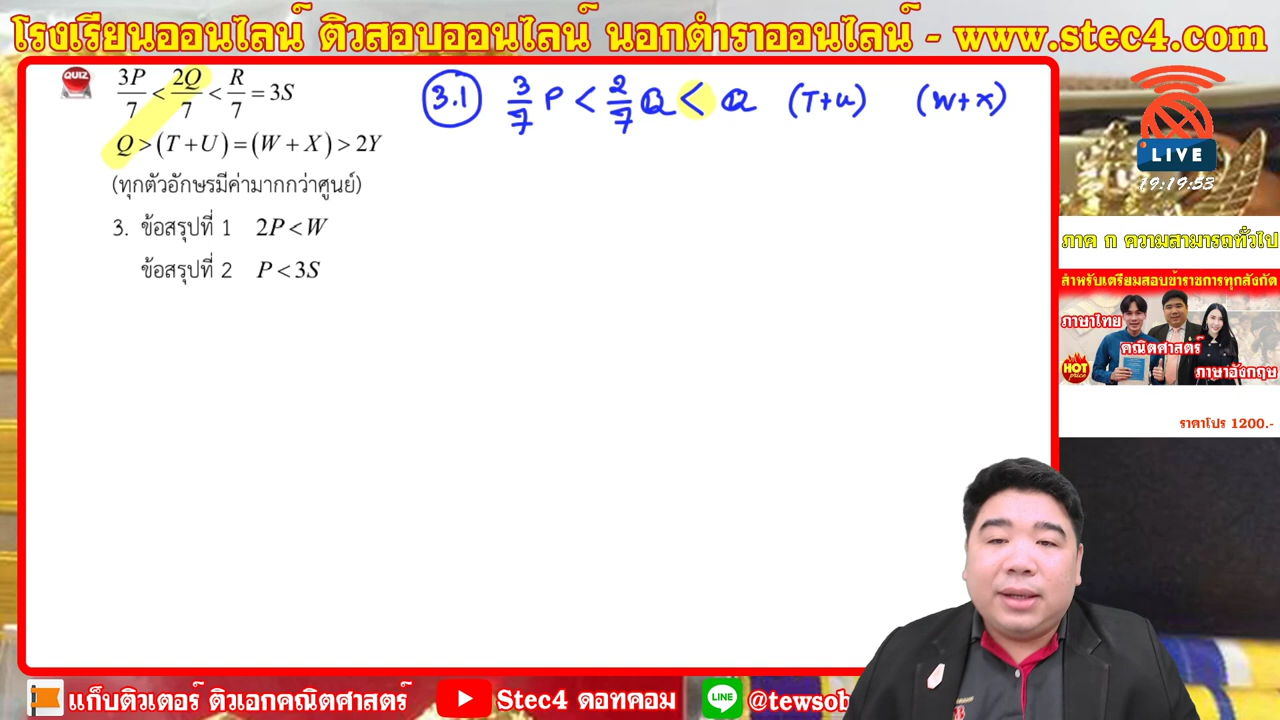 โรงเรียนออนไลน์ ติวสอบออนไลน์ นอกตำราออนไลน์ - www.stec4.com
QUIZ
3P/7 < 2Q/7 < R/7 = 3S
Q > (T + U) = (W + X) > 2Y
(ทุกตัวอักษรมีค่ามากกว่าศูนย์)
3. ข้อสรุปที่ 1 2P < W
ข้อสรุปที่ 2 P < 3S
3.1 3/7 P < 2/7 Q < Q (T+U) (W+X)
LIVE
19:19:53
ภาค ก ความสามารถทั่วไป
สำหรับเตรียมสอบข้าราชการทุกสังกัด
ภาษาไทย
คณิตศาสตร์
ภาษาอังกฤษ
HOT
price
ราคาโปร 1200.-
แก็บติวเตอร์ ติวเอกคณิตศาสตร์
Stec4 ดอทคอม
LINE @tewsob